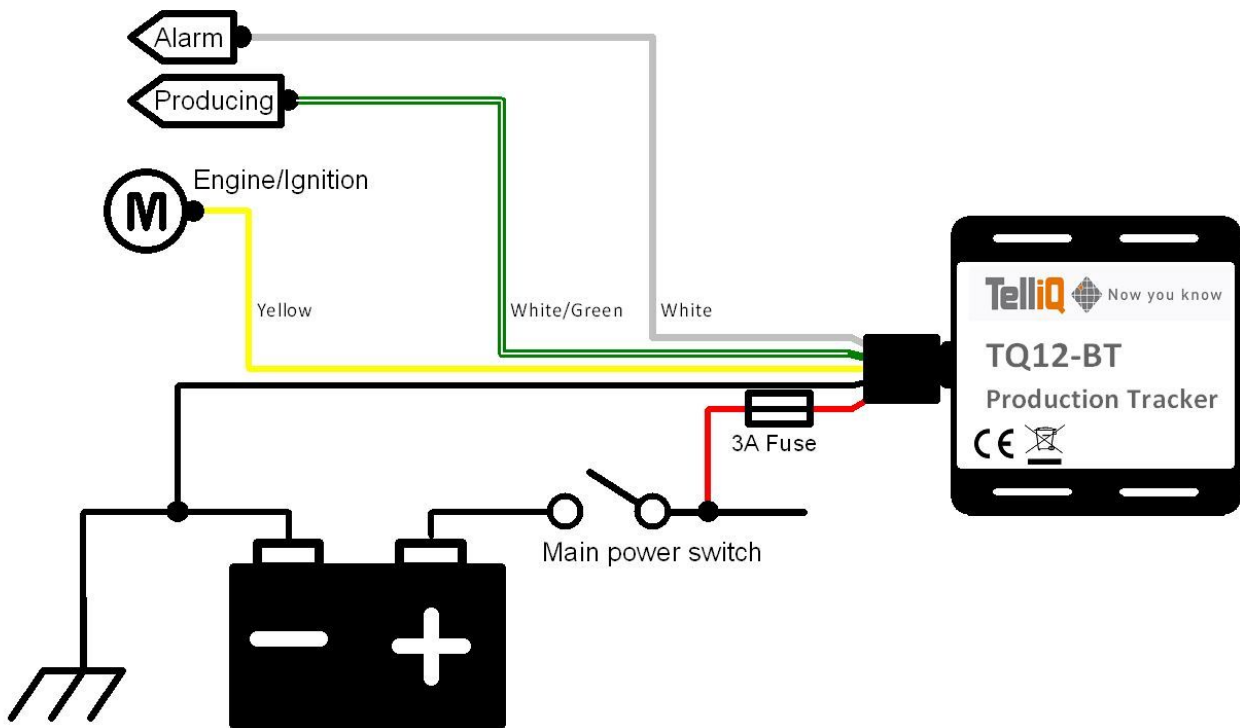 Alarm
Producing
Engine/Ignition
M
Yellow
White/Green
White
TelliQ Now you know
TQ12-BT
Production Tracker
CE
3A Fuse
Main power switch